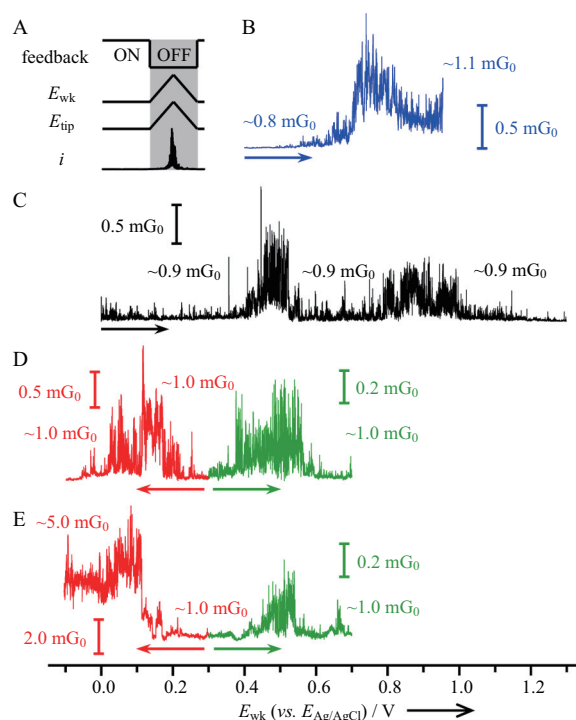 A
feedback ON OFF
E_wk
E_tip
i
B
~1.1 mG₀
~0.8 mG₀
0.5 mG₀
C
0.5 mG₀
~0.9 mG₀ ~0.9 mG₀ ~0.9 mG₀
D
0.5 mG₀ ~1.0 mG₀ 0.2 mG₀
~1.0 mG₀ ~1.0 mG₀
E
~5.0 mG₀ 0.2 mG₀
~1.0 mG₀ ~1.0 mG₀
2.0 mG₀
0.0 0.2 0.4 0.6 0.8 1.0 1.2
E_wk (vs. E_Ag/AgCl) / V